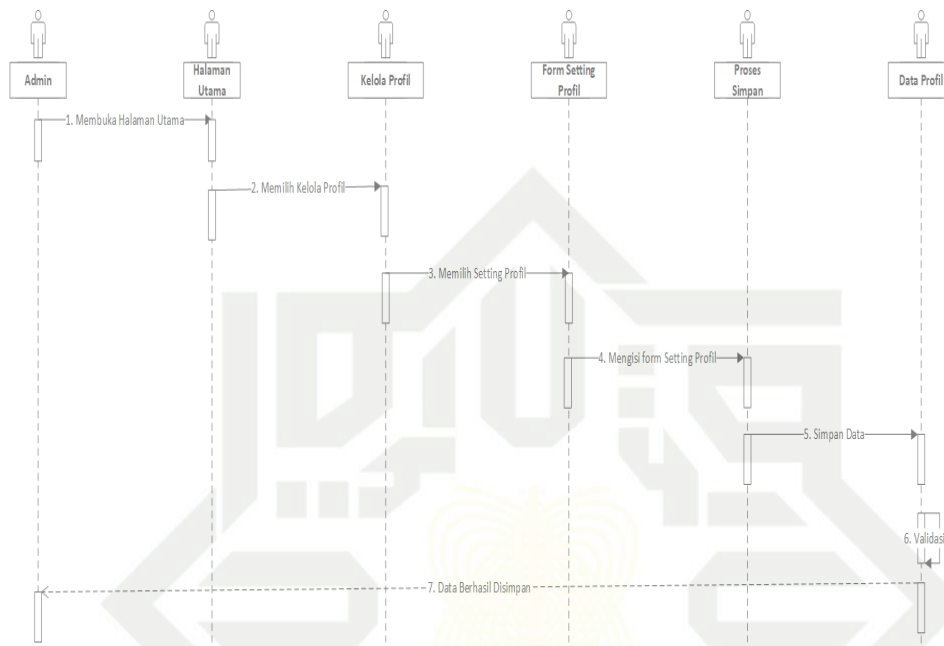 Admin
Halaman
Utama
Kelola Profil
Form Setting
Profil
Proses
Simpan
Data Profil
1. Membuka Halaman Utama
2. Memilih Kelola Profil
3. Memilih Setting Profil
4. Mengisi form Setting Profil
5. Simpan Data
6. Validasi
7. Data Berhasil Disimpan